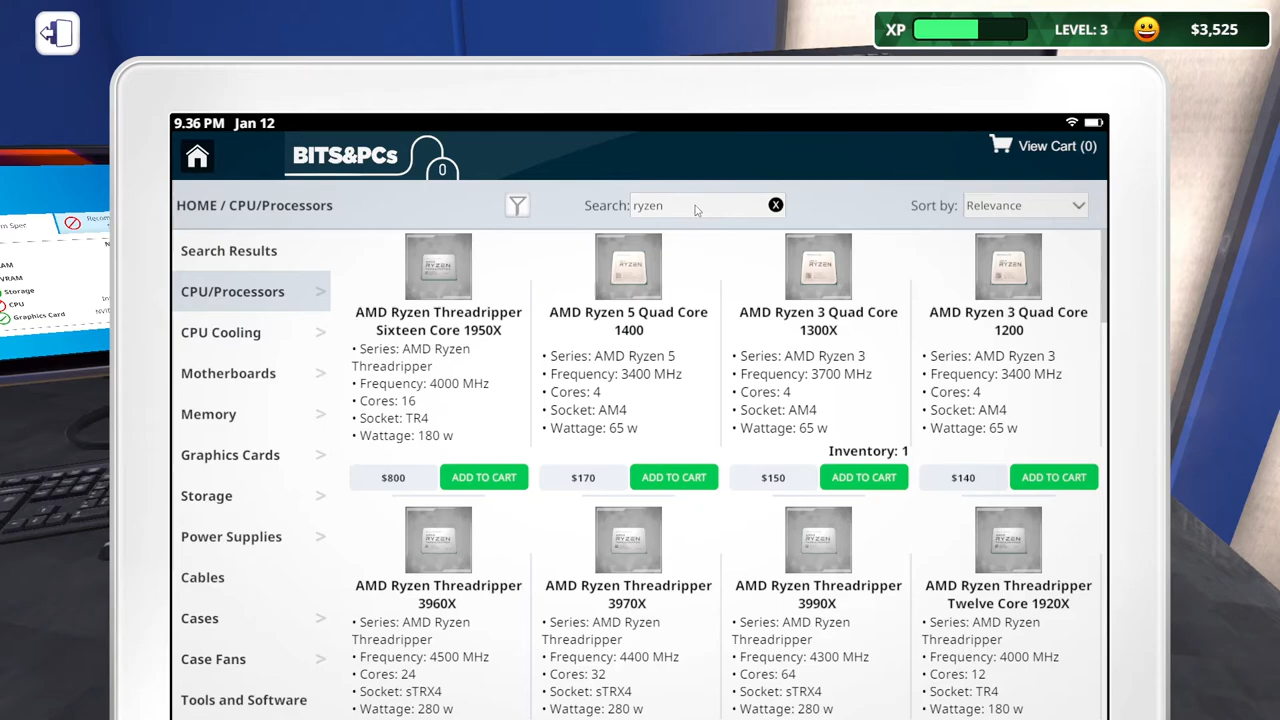 XP LEVEL: 3 $3,525
9.36 PM Jan 12
BITS&PCs 0
View Cart (0)
HOME / CPU/Processors
Search: ryzen X
Sort by: Relevance
Search Results
CPU/Processors >
CPU Cooling >
Motherboards >
Memory >
Graphics Cards >
Storage >
Power Supplies >
Cables
Cases >
Case Fans >
Tools and Software
AMD Ryzen Threadripper
Sixteen Core 1950X
• Series: AMD Ryzen
Threadripper
• Frequency: 4000 MHz
• Cores: 16
• Socket: TR4
• Wattage: 180 w
$800 ADD TO CART
AMD Ryzen 5 Quad Core
1400
• Series: AMD Ryzen 5
• Frequency: 3400 MHz
• Cores: 4
• Socket: AM4
• Wattage: 65 w
$170 ADD TO CART
AMD Ryzen 3 Quad Core
1300X
• Series: AMD Ryzen 3
• Frequency: 3700 MHz
• Cores: 4
• Socket: AM4
• Wattage: 65 w
Inventory: 1
$150 ADD TO CART
AMD Ryzen 3 Quad Core
1200
• Series: AMD Ryzen 3
• Frequency: 3400 MHz
• Cores: 4
• Socket: AM4
• Wattage: 65 w
$140 ADD TO CART
AMD Ryzen Threadripper
3960X
• Series: AMD Ryzen
Threadripper
• Frequency: 4500 MHz
• Cores: 24
• Socket: sTRX4
• Wattage: 280 w
AMD Ryzen Threadripper
3970X
• Series: AMD Ryzen
Threadripper
• Frequency: 4400 MHz
• Cores: 32
• Socket: sTRX4
• Wattage: 280 w
AMD Ryzen Threadripper
3990X
• Series: AMD Ryzen
Threadripper
• Frequency: 4300 MHz
• Cores: 64
• Socket: sTRX4
• Wattage: 280 w
AMD Ryzen Threadripper
Twelve Core 1920X
• Series: AMD Ryzen
Threadripper
• Frequency: 4000 MHz
• Cores: 12
• Socket: TR4
• Wattage: 180 w
Spec
Storage
CPU
Graphics Card